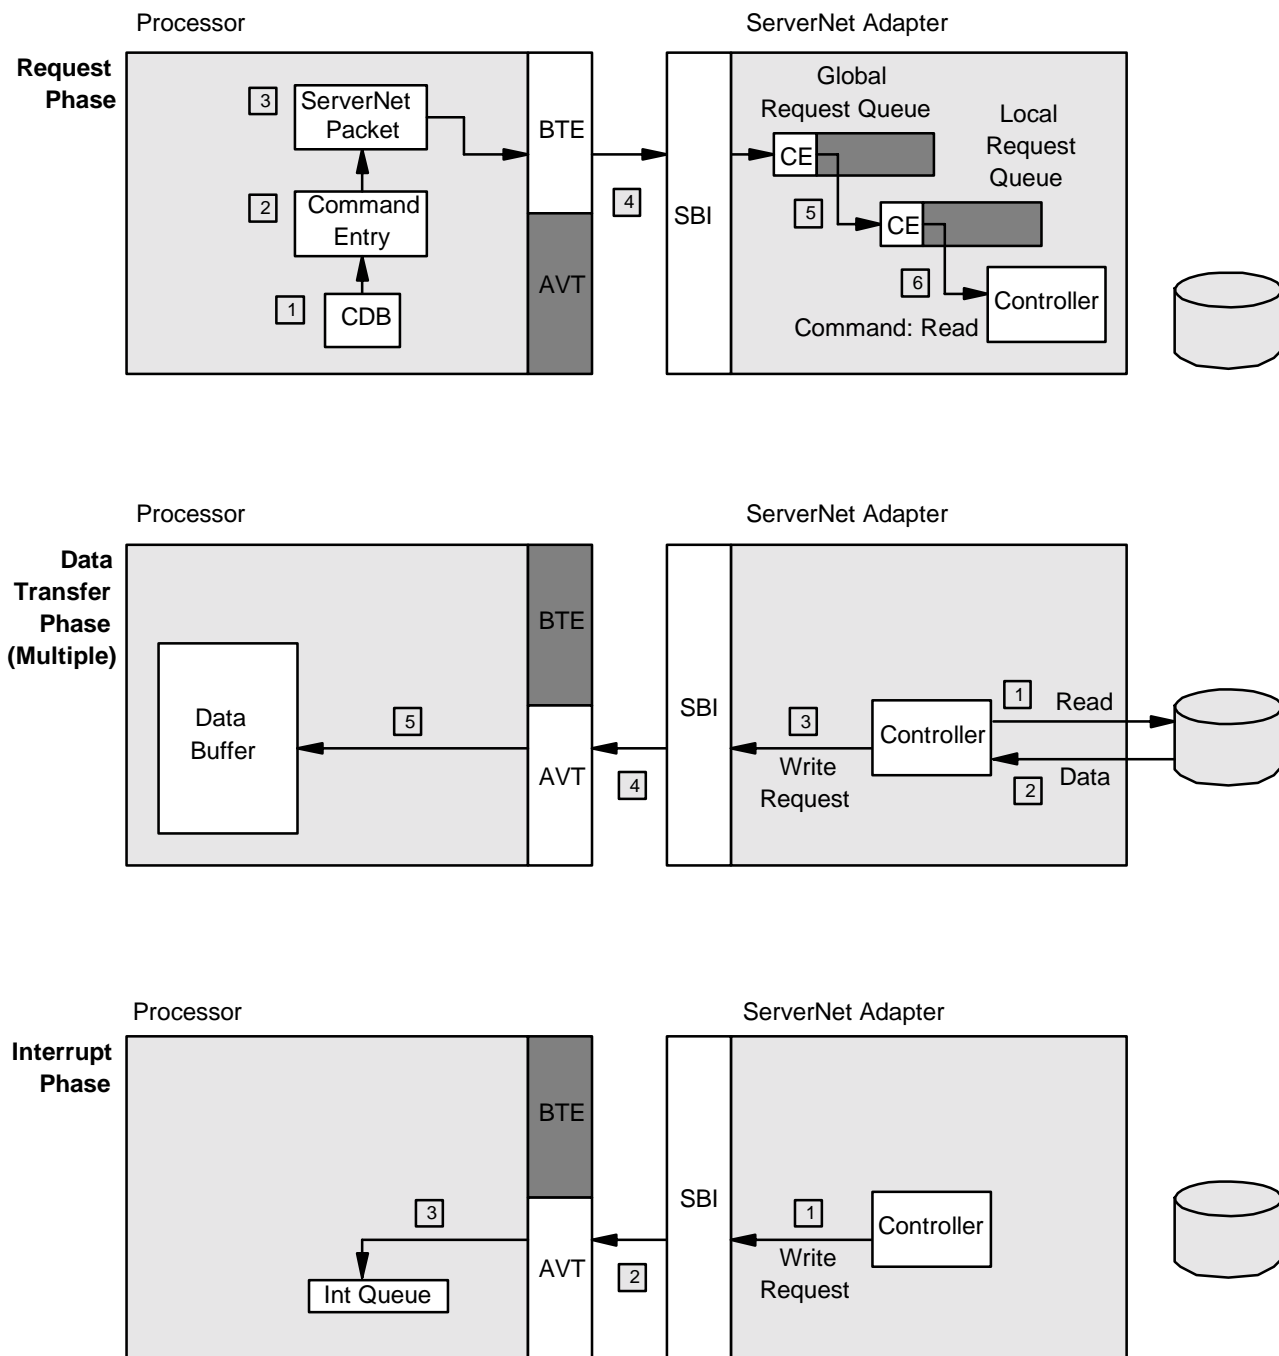 Processor
ServerNet Adapter
Request
Phase
3
ServerNet
Packet
2
Command
Entry
1
CDB
BTE
AVT
4
SBI
Global
Request Queue
CE
Local
Request
Queue
5
CE
6
Controller
Command: Read
Processor
ServerNet Adapter
Data
Transfer
Phase
(Multiple)
Data
Buffer
5
BTE
AVT
4
SBI
3
Write
Request
Controller
1
Read
2
Data
Processor
ServerNet Adapter
Interrupt
Phase
3
Int Queue
BTE
AVT
2
SBI
1
Write
Request
Controller